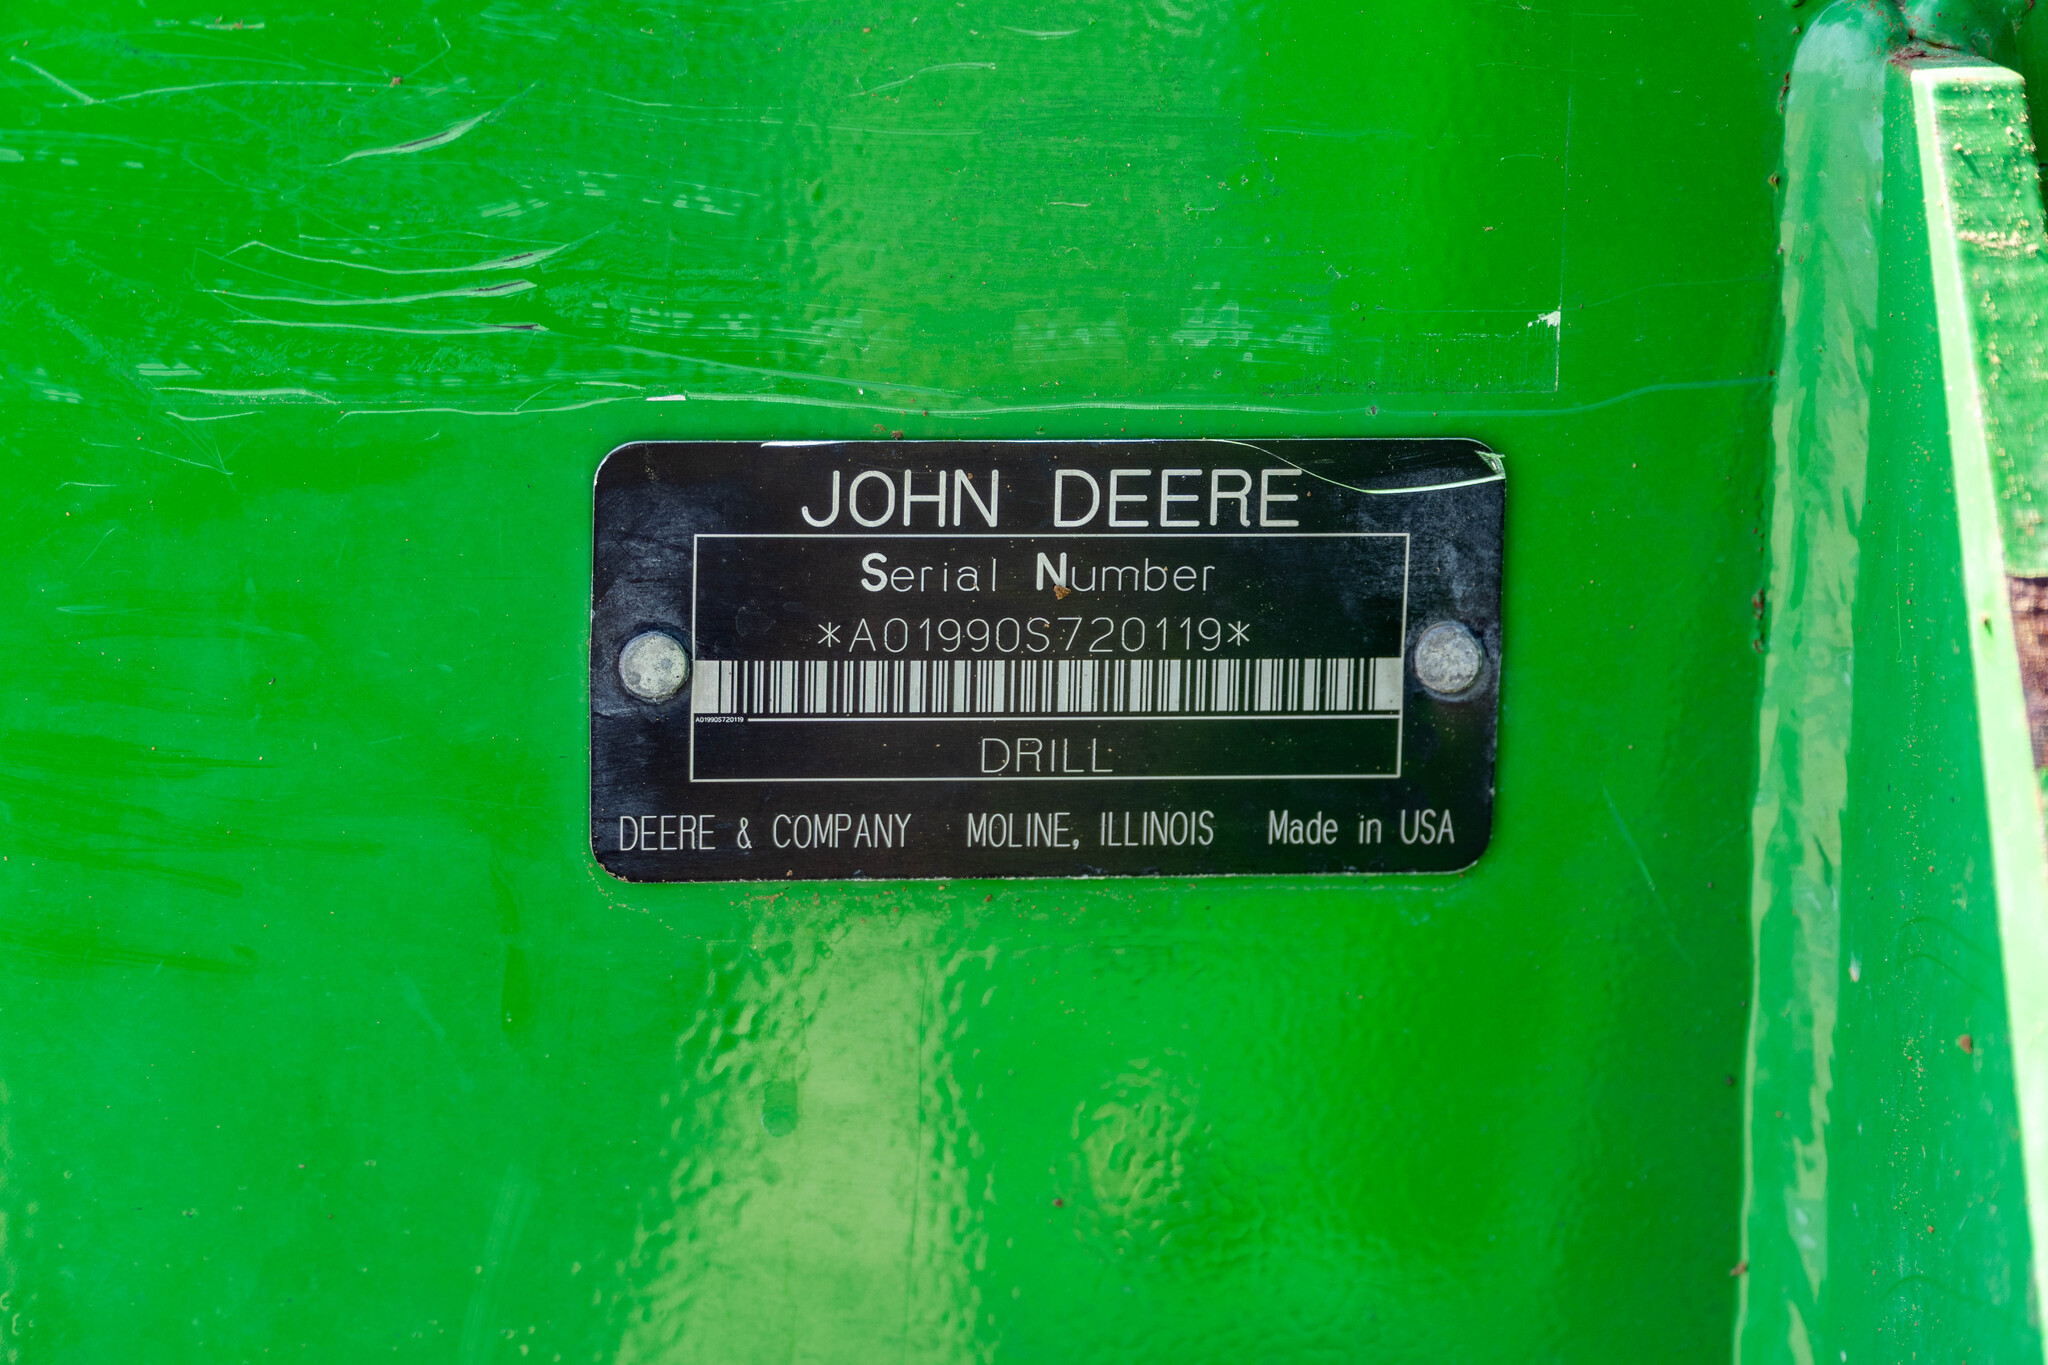 JOHN DEERE
Serial Number
*A01990S720119*
A01990S720119
DRILL
DEERE & COMPANY MOLINE, ILLINOIS Made in USA